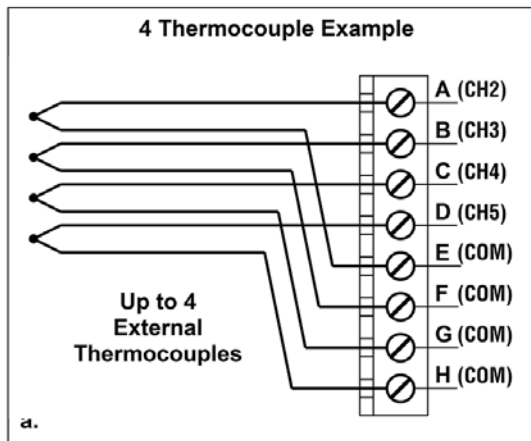 4 Thermocouple Example
A (CH2)
B (CH3)
C (CH4)
D (CH5)
E (COM)
F (COM)
G (COM)
H (COM)
Up to 4
External
Thermocouples
a.